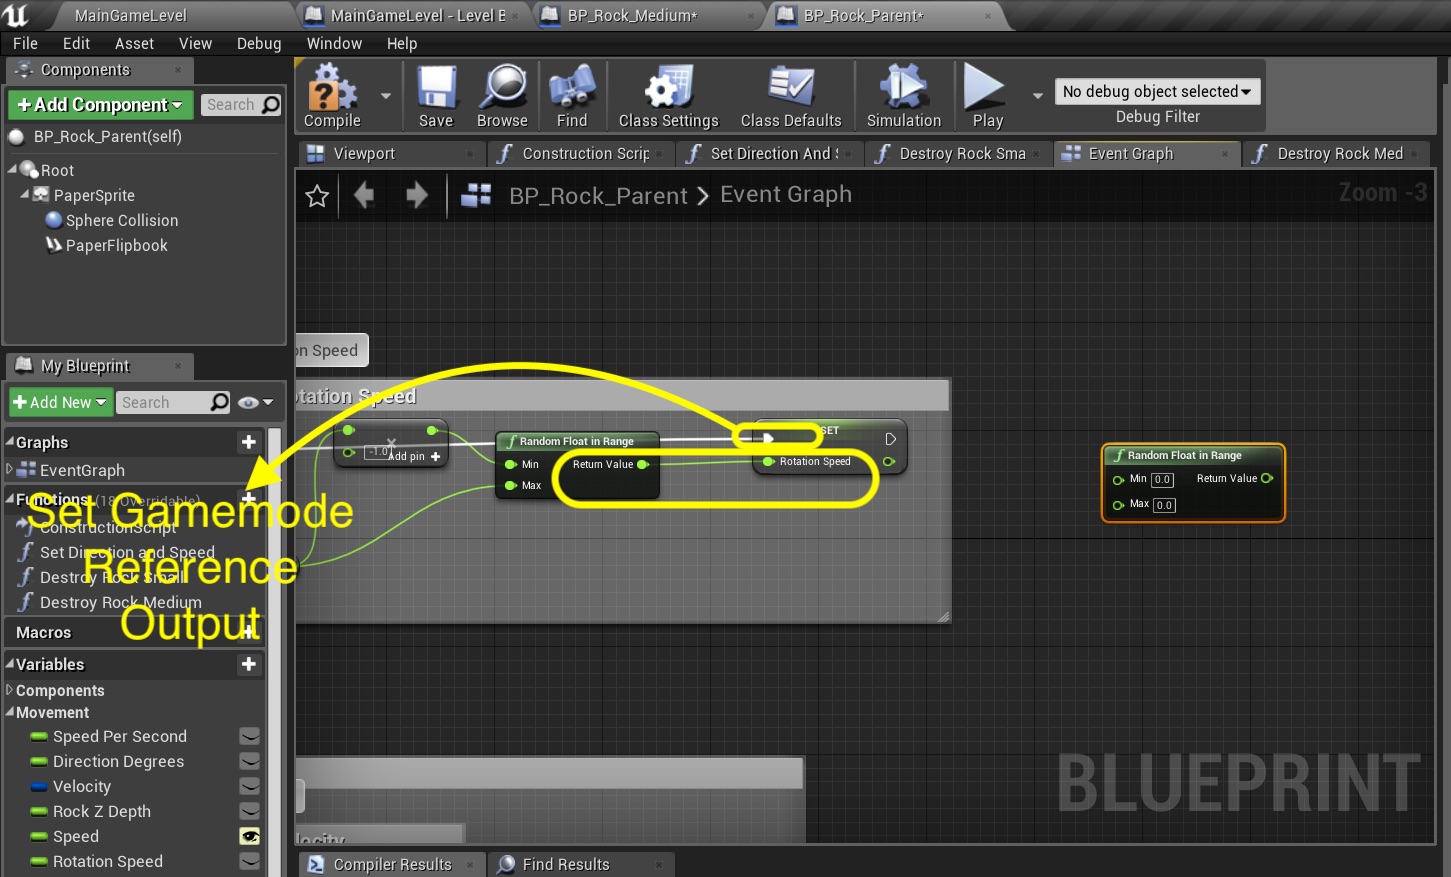 MainGameLevel
MainGameLevel - Level B
BP_Rock_Medium*
BP_Rock_Parent*
File Edit Asset View Debug Window Help
Components
+Add Component
Search
BP_Rock_Parent(self)
Root
PaperSprite
Sphere Collision
PaperFlipbook
Compile
Save
Browse
Find
Class Settings
Class Defaults
Simulation
Play
No debug object selected
Debug Filter
Viewport
Construction Scrip
Set Direction And S
Destroy Rock Sma
Event Graph
Destroy Rock Med
BP_Rock_Parent > Event Graph
Zoom -3
My Blueprint
+Add New
Search
Graphs
EventGraph
Functions (18 Overridable)
ConstructionScript
Set Direction and Speed
Destroy Rock Small
Destroy Rock Medium
Macros
Variables
Components
Movement
Speed Per Second
Direction Degrees
Velocity
Rock Z Depth
Speed
Rotation Speed
Set Gamemode
Reference
Output
on Speed
otation Speed
-1.0
Add pin +
Random Float in Range
Min
Return Value
Max
SET
Rotation Speed
Random Float in Range
Min 0.0
Return Value
Max 0.0
locity
BLUEPRINT
Compiler Results
Find Results